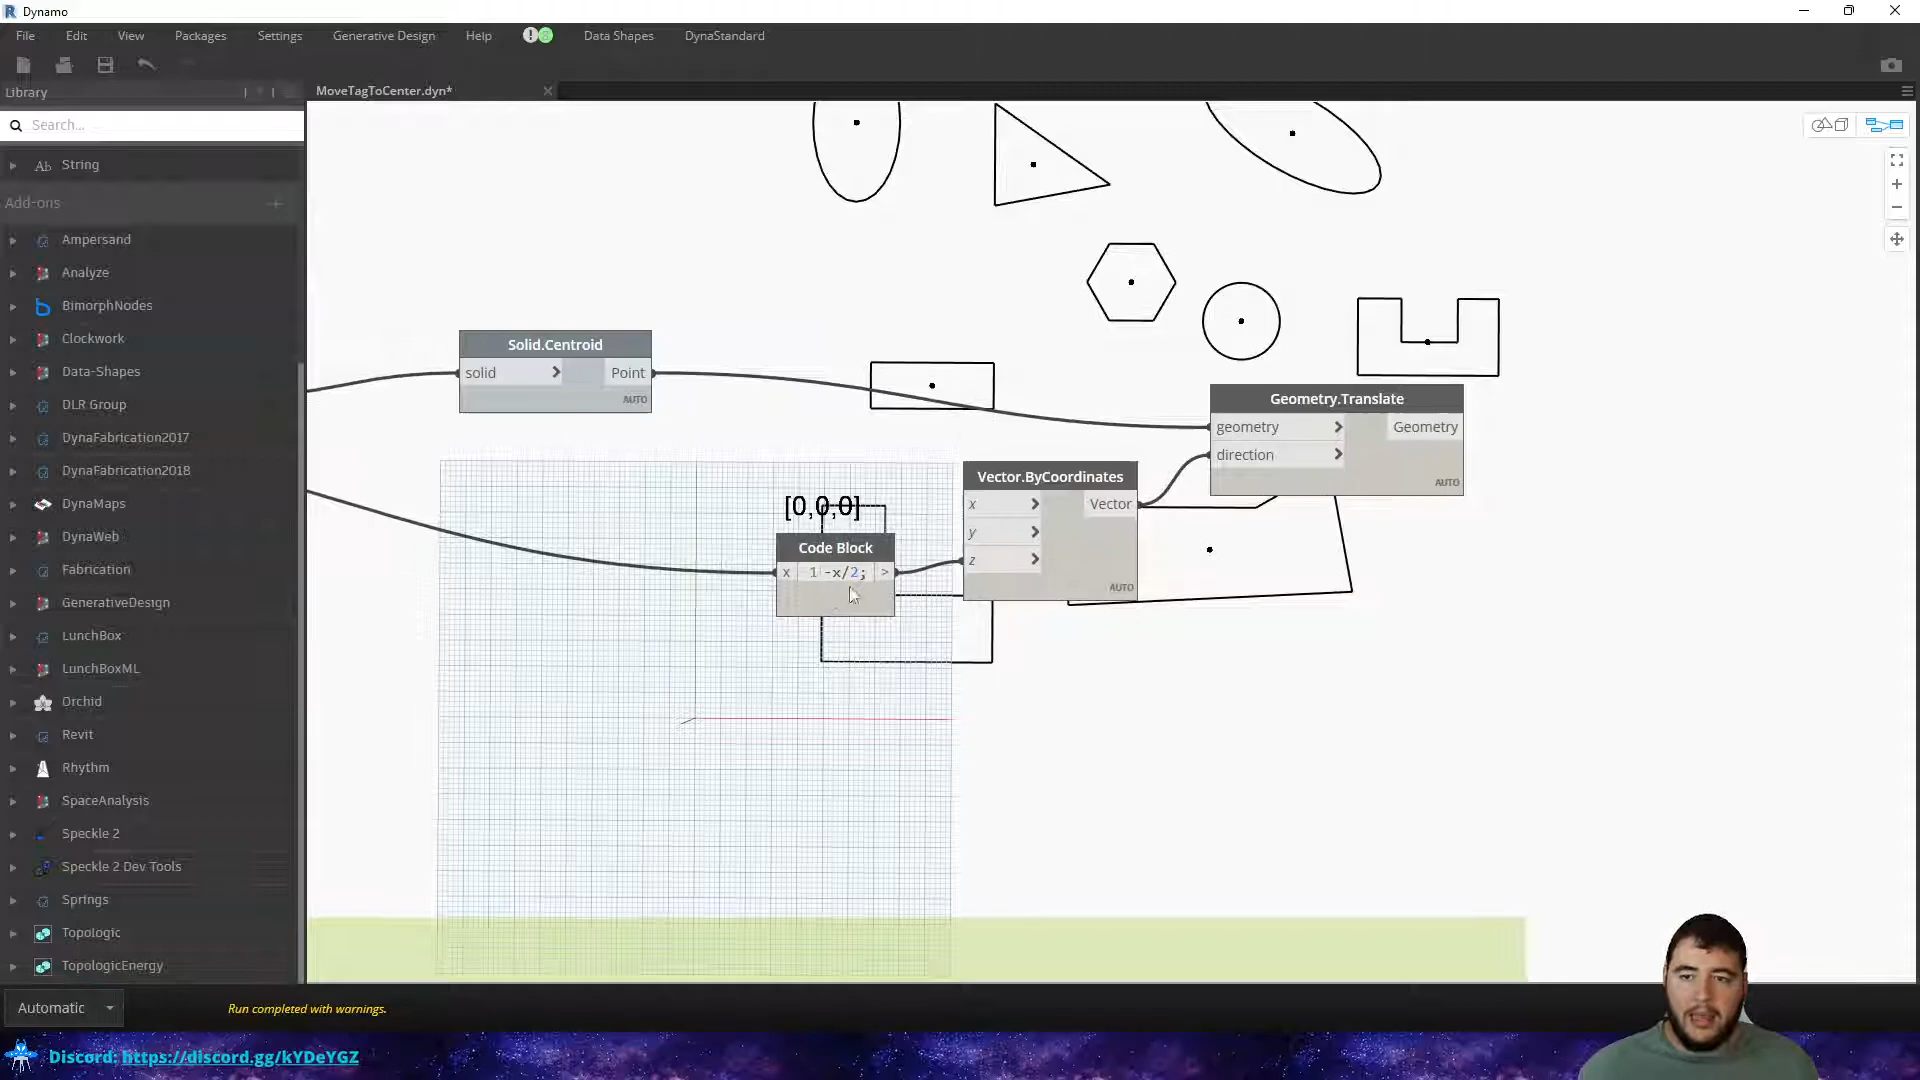 Dynamo
File Edit View Packages Settings Generative Design Help Data Shapes DynaStandard
Library
MoveTagToCenter.dyn*
Search...
Ab String
Add-ons
Ampersand
Analyze
BimorphNodes
Clockwork
Data-Shapes
DLR Group
DynaFabrication2017
DynaFabrication2018
DynaMaps
DynaWeb
Fabrication
GenerativeDesign
LunchBox
LunchBoxML
Orchid
Revit
Rhythm
SpaceAnalysis
Speckle 2
Speckle 2 Dev Tools
Springs
Topologic
TopologicEnergy
Solid.Centroid
solid > Point
AUTO
Geometry.Translate
geometry > Geometry
direction >
AUTO
[0,0,0]
Code Block
x 1 -x/2; >
Vector.ByCoordinates
x > Vector
y >
z >
AUTO
Automatic
Run completed with warnings.
Discord: https://discord.gg/kYDeYGZ